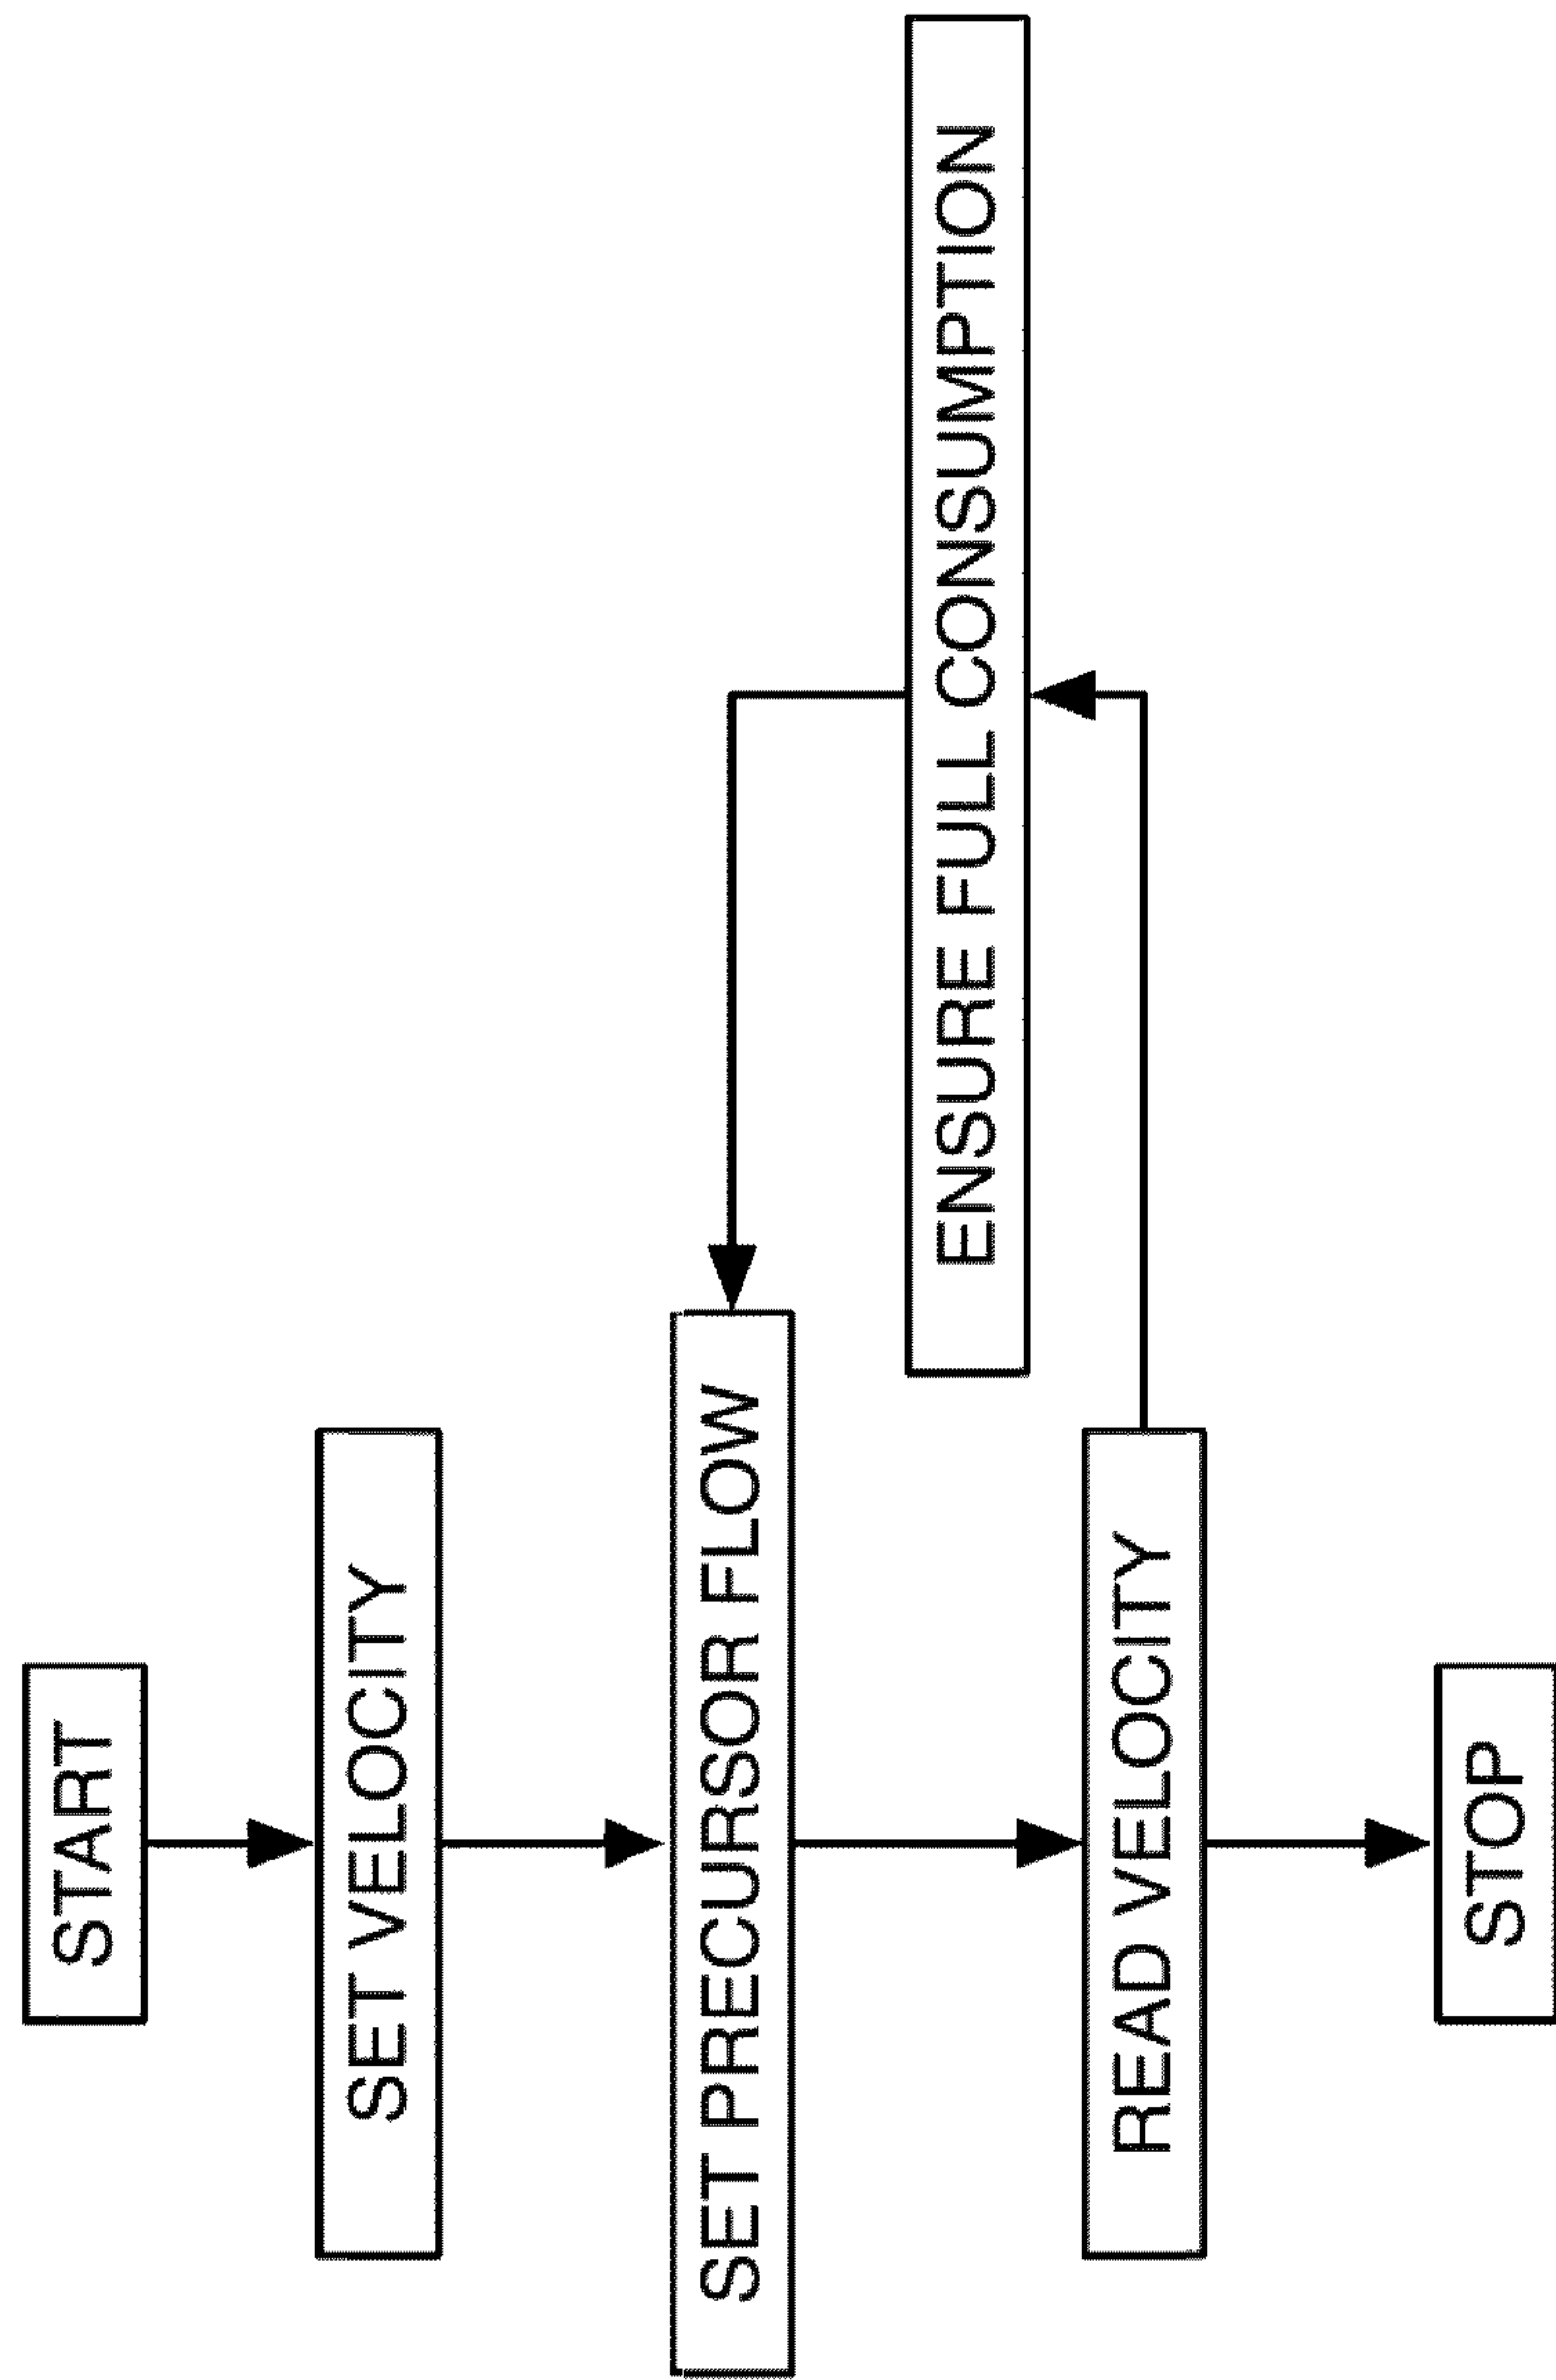 START
SET VELOCITY
SET PRECURSOR FLOW
ENSURE FULL CONSUMPTION
READ VELOCITY
STOP